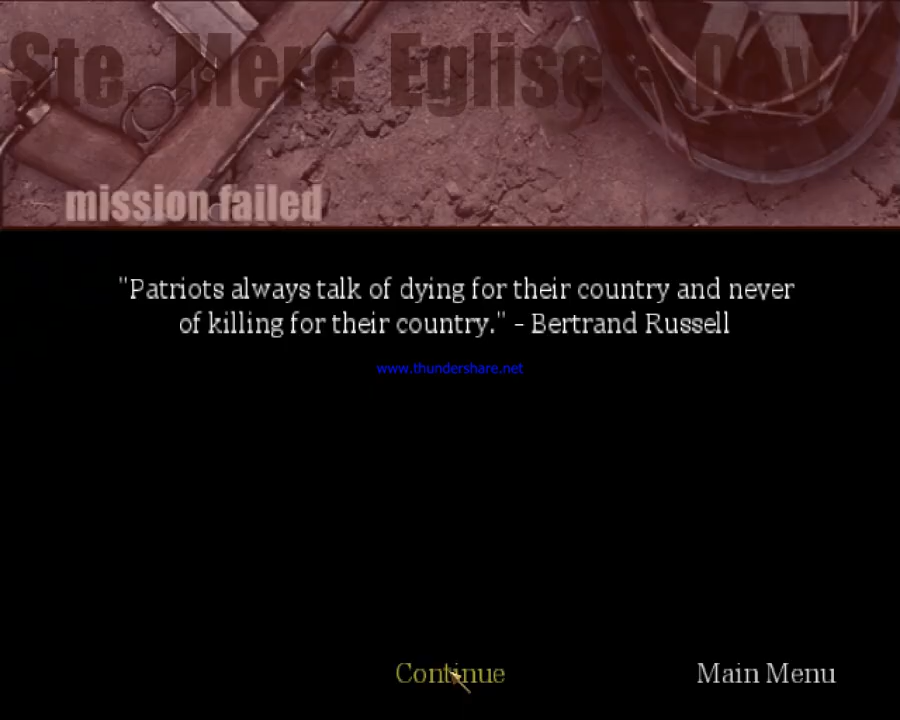 Ste. Mere Eglise - Day
mission failed
"Patriots always talk of dying for their country and never
of killing for their country." - Bertrand Russell
www.thundershare.net
Continue
Main Menu